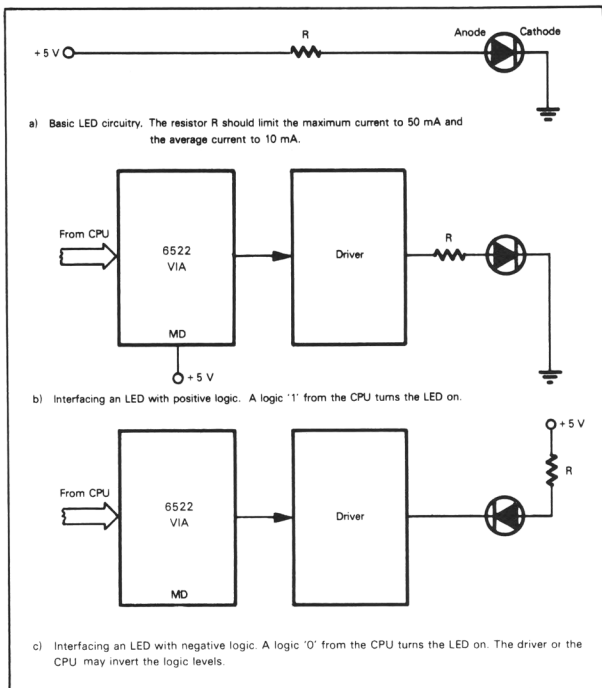 R
Anode Cathode
+ 5 V
a) Basic LED circuitry. The resistor R should limit the maximum current to 50 mA and
the average current to 10 mA.
From CPU
6522
VIA
Driver
R
MD
+ 5 V
b) Interfacing an LED with positive logic. A logic '1' from the CPU turns the LED on.
+ 5 V
R
From CPU
6522
VIA
Driver
MD
c) Interfacing an LED with negative logic. A logic '0' from the CPU turns the LED on. The driver or the
CPU may invert the logic levels.